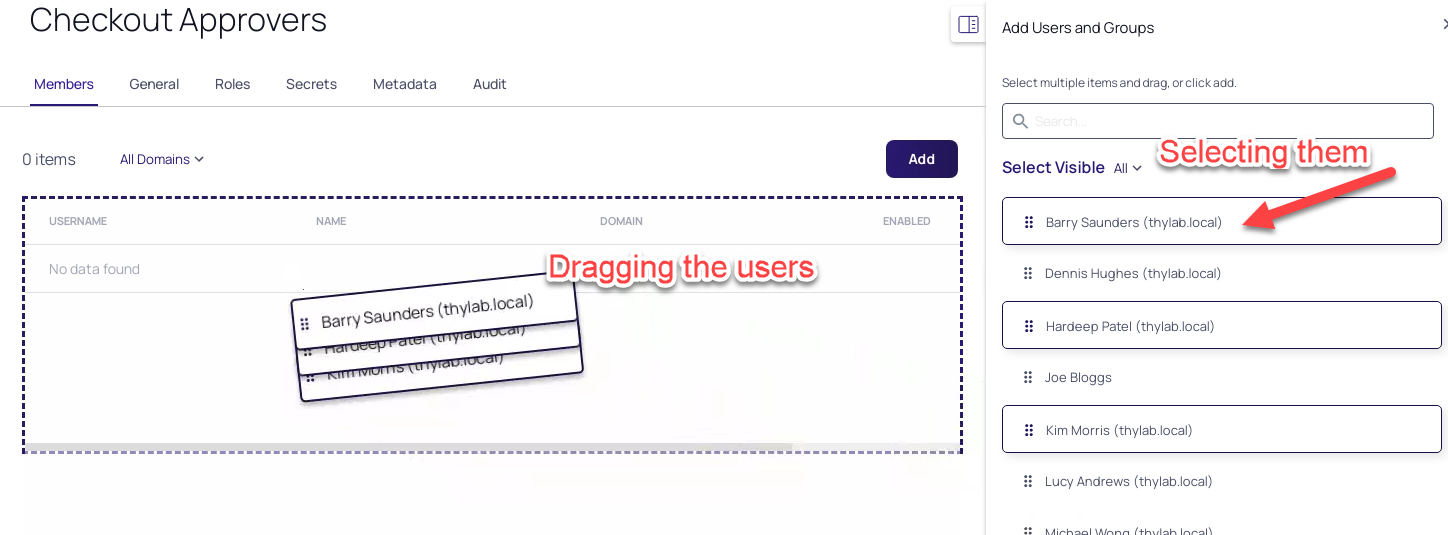 Checkout Approvers
Members General Roles Secrets Metadata Audit
0 items All Domains Add
USERNAME NAME DOMAIN ENABLED
No data found
Dragging the users
Barry Saunders (thylab.local)
Hardeep Patel (thylab.local)
Kim Morris (thylab.local)
Add Users and Groups
Select multiple items and drag, or click add.
Search...
Selecting them
Select Visible All
Barry Saunders (thylab.local)
Dennis Hughes (thylab.local)
Hardeep Patel (thylab.local)
Joe Bloggs
Kim Morris (thylab.local)
Lucy Andrews (thylab.local)
Michael Wong (thylab.local)